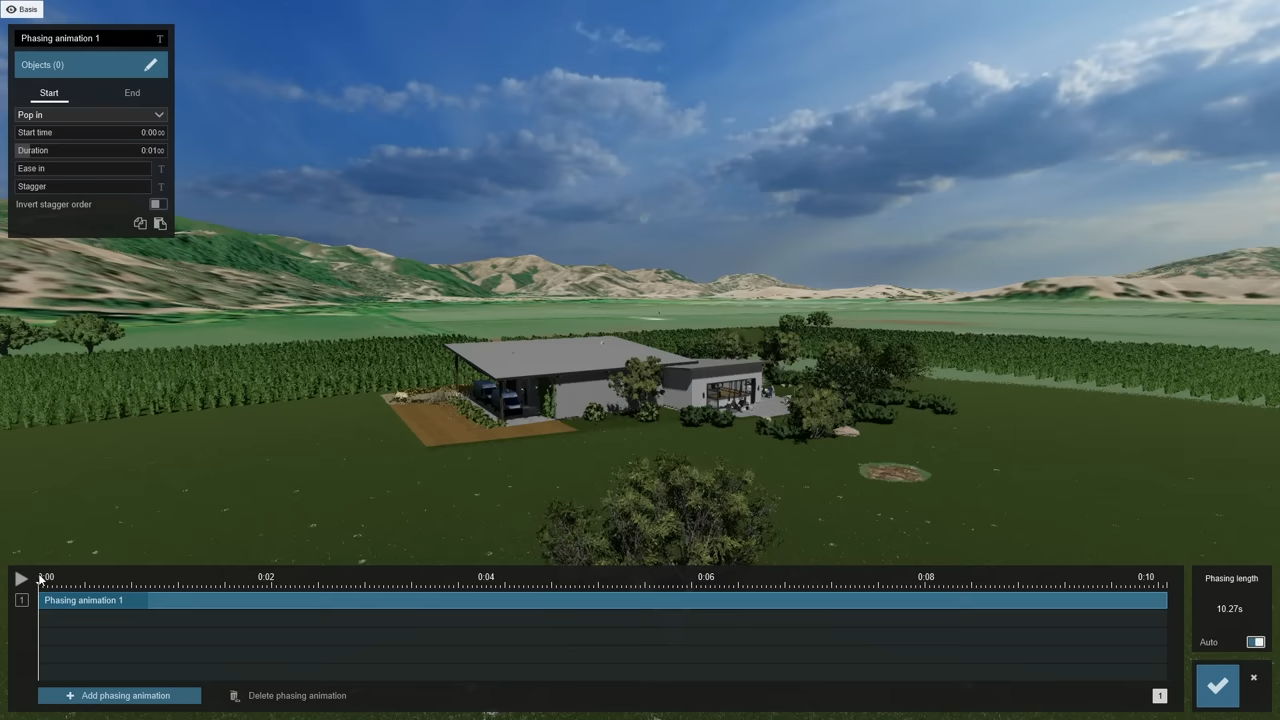 Basis
Phasing animation 1 T
Objects (0)
Start End
Pop in
Start time 0:00 00
Duration 0:01 00
Ease in T
Stagger T
Invert stagger order
0:02 0:04 0:06 0:08 0:10
Phasing length
1 Phasing animation 1
10.27s
Auto
Add phasing animation Delete phasing animation 1